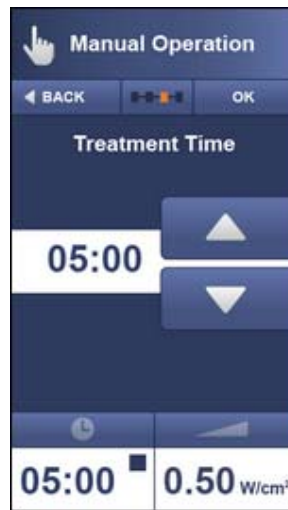 Manual Operation
BACK OK
Treatment Time
05:00
05:00 0.50 W/cm²